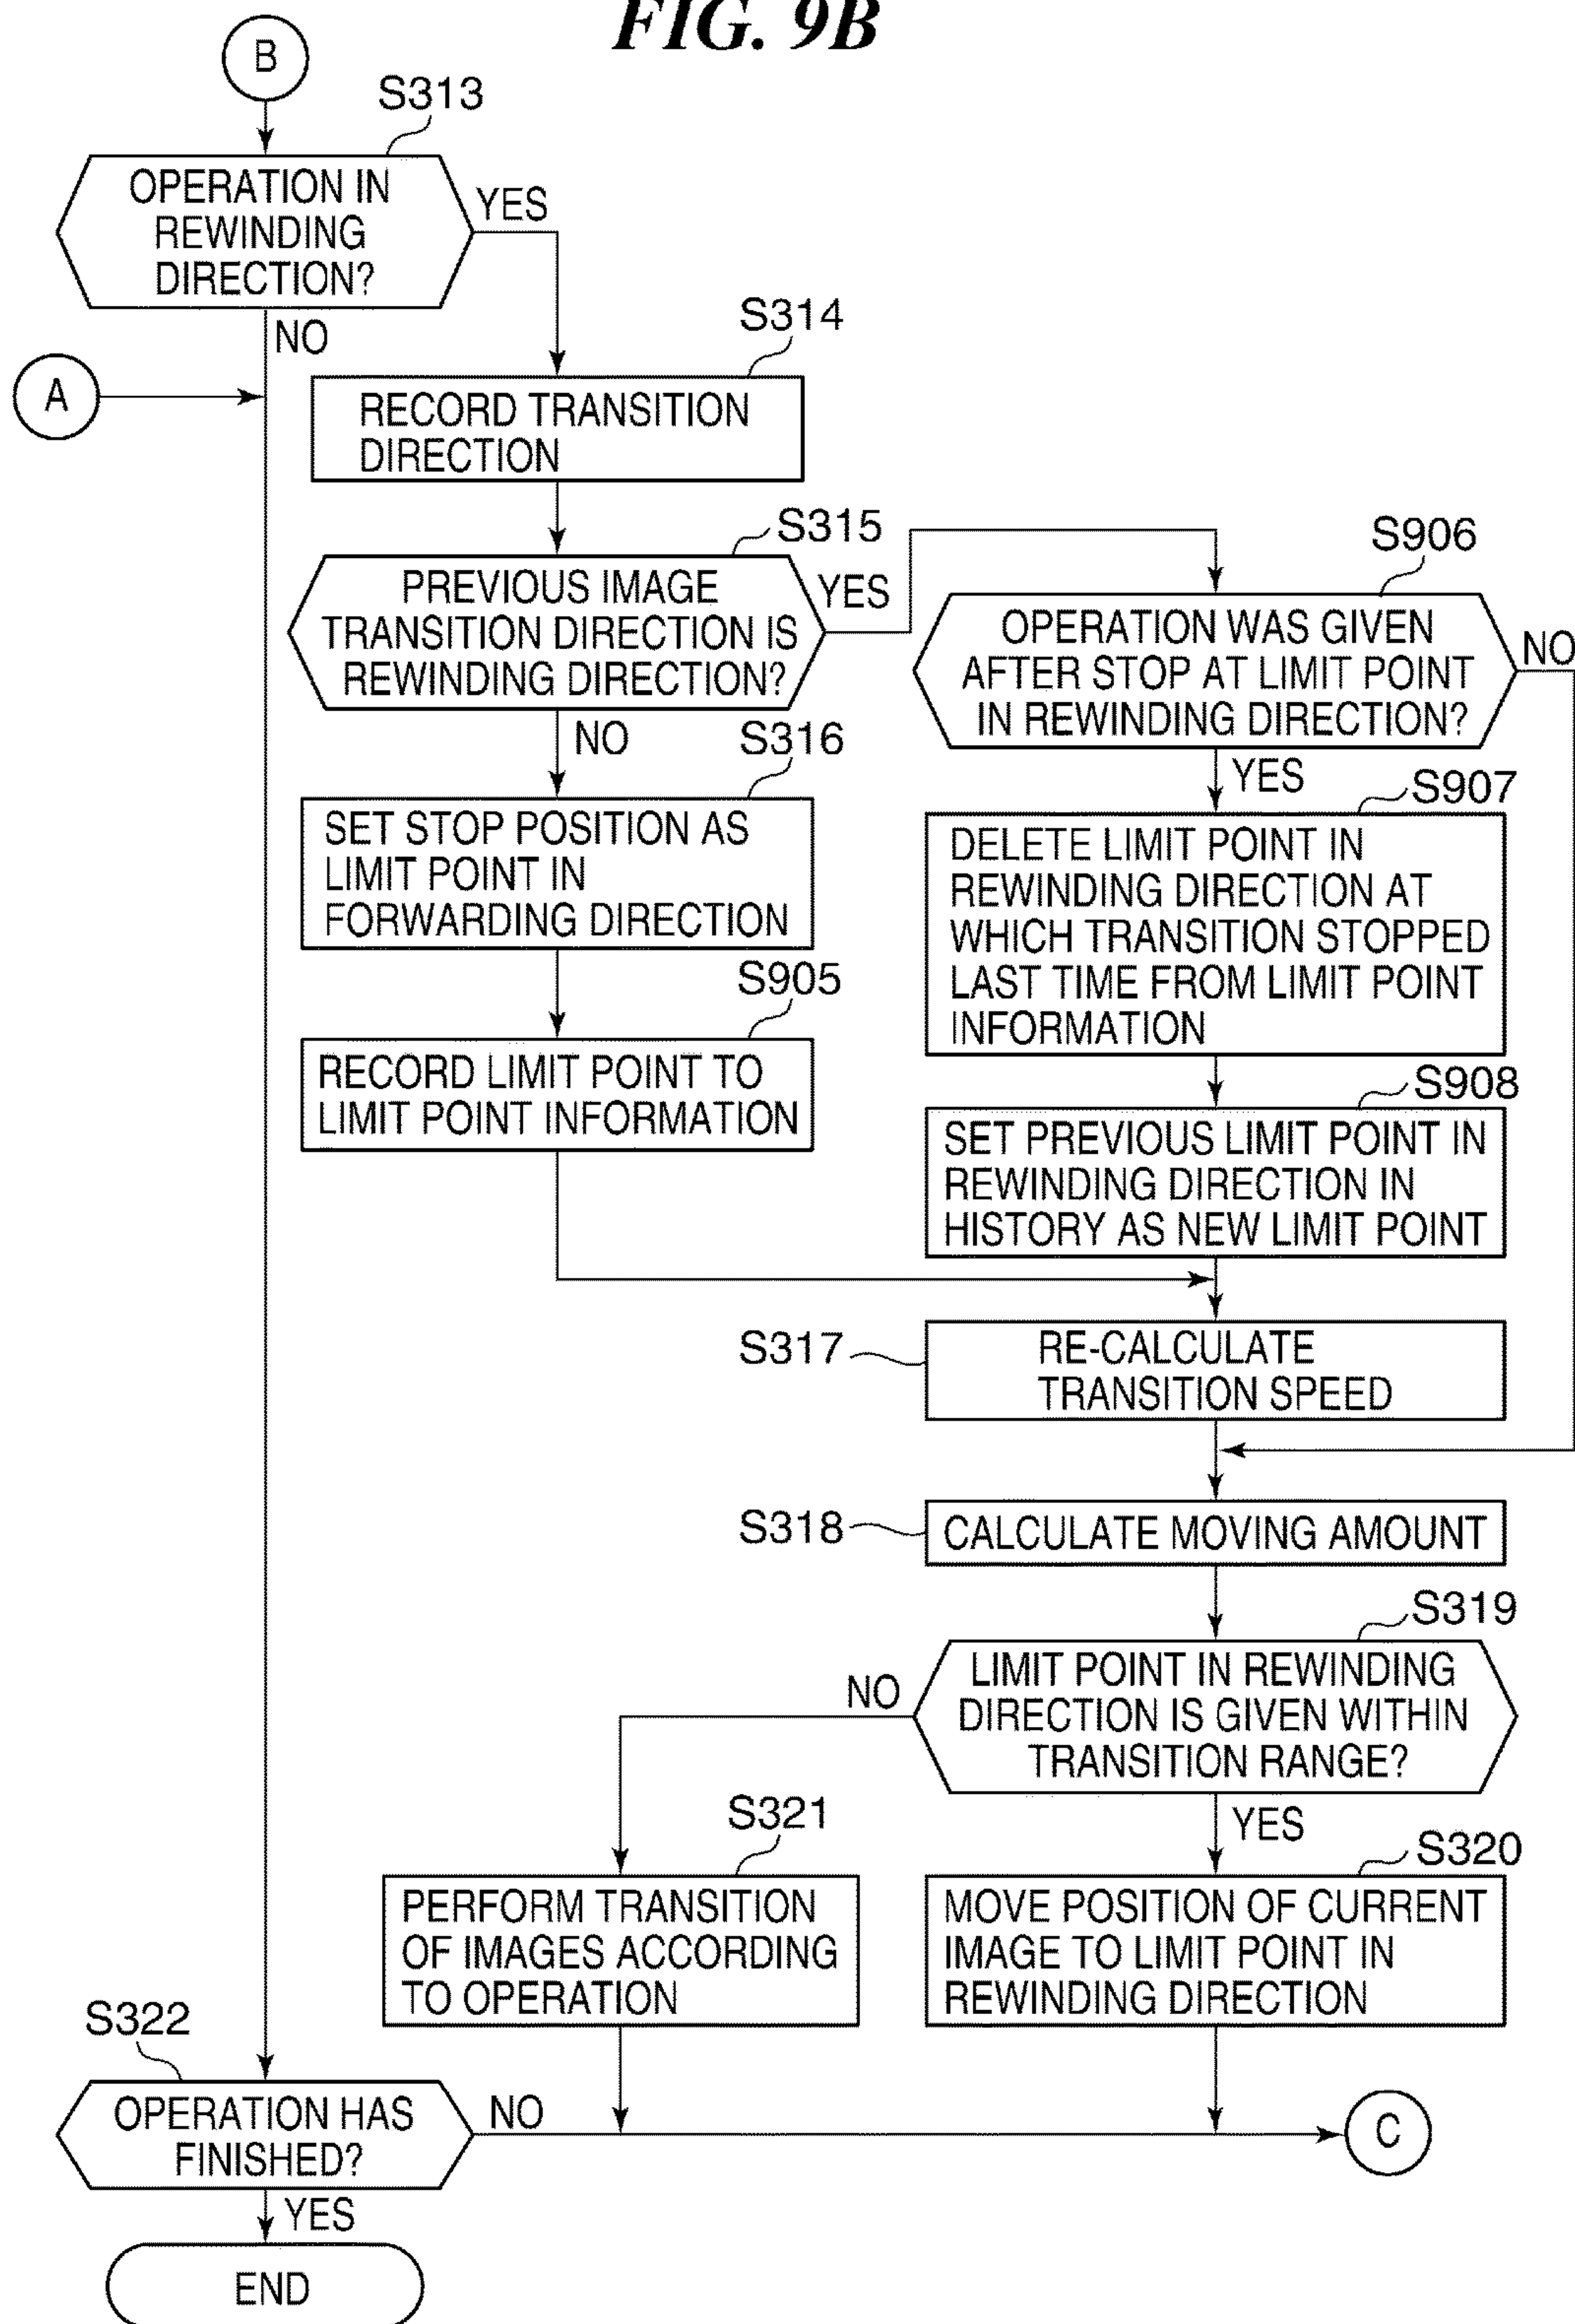 FIG. 9B
B
S313
OPERATION IN
REWINDING
DIRECTION?
YES
NO
A
S314
RECORD TRANSITION
DIRECTION
S315
PREVIOUS IMAGE
TRANSITION DIRECTION IS
REWINDING DIRECTION?
YES
NO
S906
OPERATION WAS GIVEN
AFTER STOP AT LIMIT POINT
IN REWINDING DIRECTION?
NO
YES
S316
SET STOP POSITION AS
LIMIT POINT IN
FORWARDING DIRECTION
S907
DELETE LIMIT POINT IN
REWINDING DIRECTION AT
WHICH TRANSITION STOPPED
LAST TIME FROM LIMIT POINT
INFORMATION
S905
RECORD LIMIT POINT TO
LIMIT POINT INFORMATION
S908
SET PREVIOUS LIMIT POINT IN
REWINDING DIRECTION IN
HISTORY AS NEW LIMIT POINT
S317
RE-CALCULATE
TRANSITION SPEED
S318
CALCULATE MOVING AMOUNT
S319
LIMIT POINT IN REWINDING
DIRECTION IS GIVEN WITHIN
TRANSITION RANGE?
NO
YES
S321
PERFORM TRANSITION
OF IMAGES ACCORDING
TO OPERATION
S320
MOVE POSITION OF CURRENT
IMAGE TO LIMIT POINT IN
REWINDING DIRECTION
S322
OPERATION HAS
FINISHED?
NO
C
YES
END